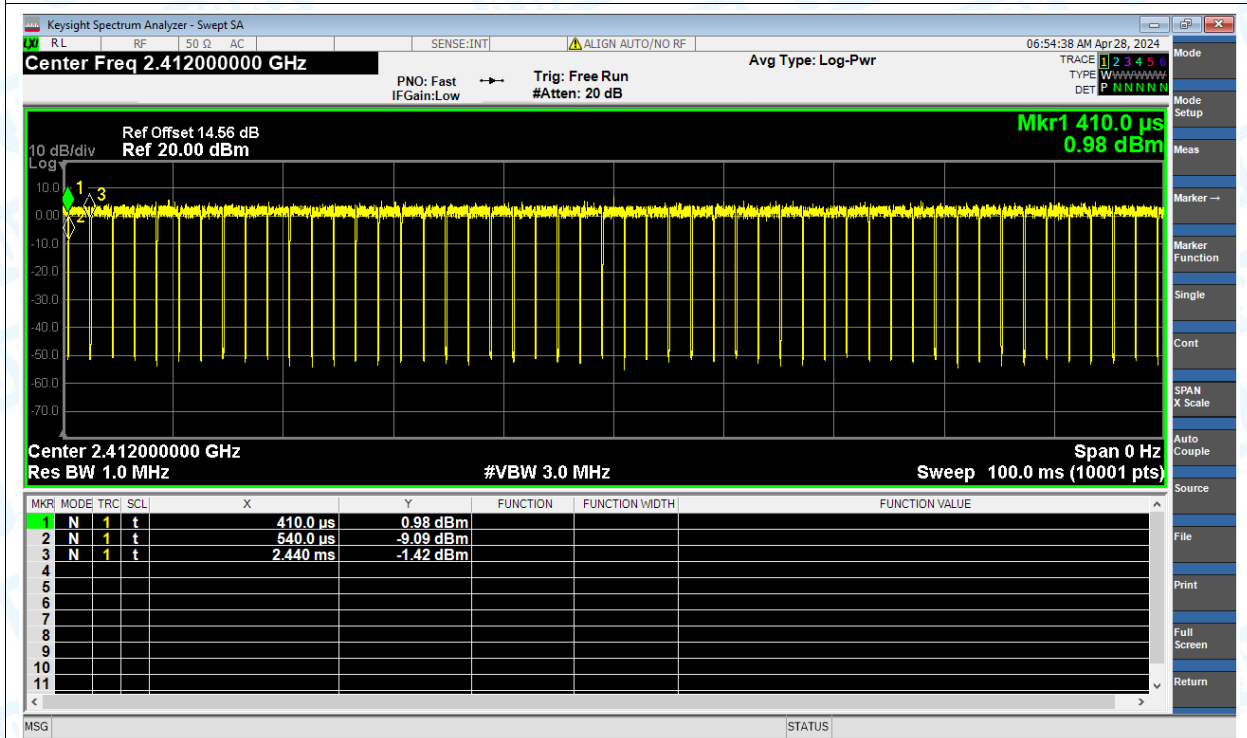 Keysight Spectrum Analyzer - Swept SA
LXI RL RF 50 Ω AC SENSE:INT ALIGN AUTO/NO RF 06:54:38 AM Apr 28, 2024
Center Freq 2.412000000 GHz Avg Type: Log-Pwr TRACE 1 2 3 4 5 6
PNO: Fast Trig: Free Run TYPE WWWWWW
IFGain:Low #Atten: 20 dB DET P N N N N N
Ref Offset 14.56 dB Mkr1 410.0 µs
10 dB/div Ref 20.00 dBm 0.98 dBm
Log
10.0
0.00
-10.0
-20.0
-30.0
-40.0
-50.0
-60.0
-70.0
1
3
2
Center 2.412000000 GHz Span 0 Hz
Res BW 1.0 MHz #VBW 3.0 MHz Sweep 100.0 ms (10001 pts)
MKR MODE TRC SCL X Y FUNCTION FUNCTION WIDTH FUNCTION VALUE
1 N 1 t 410.0 µs 0.98 dBm
2 N 1 t 540.0 µs -9.09 dBm
3 N 1 t 2.440 ms -1.42 dBm
4
5
6
7
8
9
10
11
MSG STATUS
Mode
Mode
Setup
Meas
Marker →
Marker
Function
Single
Cont
SPAN
X Scale
Auto
Couple
Source
File
Print
Full
Screen
Return